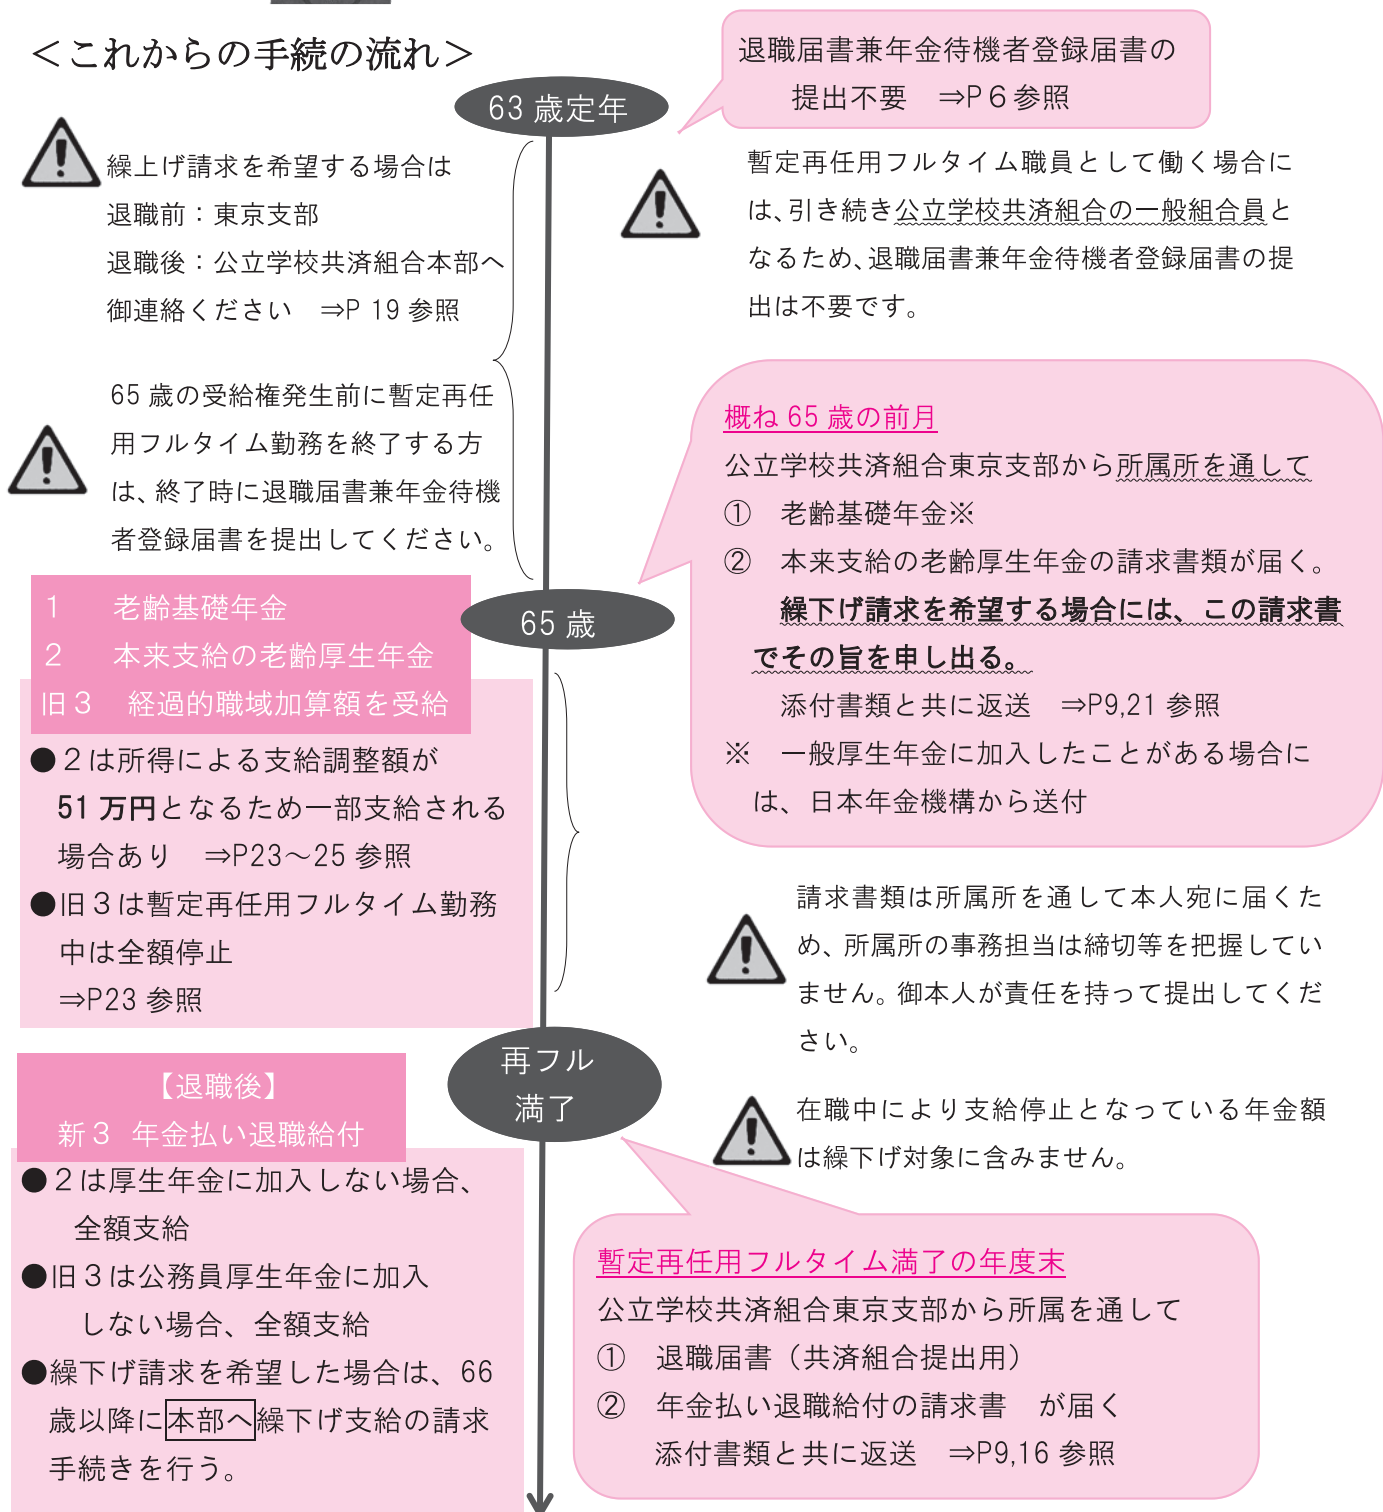 ＜これからの手続の流れ＞
63 歳定年
退職届書兼年金待機者登録届書の
提出不要　⇒P６参照
繰上げ請求を希望する場合は
退職前：東京支部
退職後：公立学校共済組合本部へ
御連絡ください　⇒P 19 参照
暫定再任用フルタイム職員として働く場合に
は、引き続き公立学校共済組合の一般組合員と
なるため、退職届書兼年金待機者登録届書の提
出は不要です。
65 歳の受給権発生前に暫定再任
用フルタイム勤務を終了する方
は、終了時に退職届書兼年金待機
者登録届書を提出してください。
概ね 65 歳の前月
公立学校共済組合東京支部から所属所を通して
①　老齢基礎年金※
②　本来支給の老齢厚生年金の請求書類が届く。
繰下げ請求を希望する場合には、この請求書
でその旨を申し出る。
添付書類と共に返送　⇒P9,21 参照
※　一般厚生年金に加入したことがある場合に
は、日本年金機構から送付
65 歳
１　老齢基礎年金
２　本来支給の老齢厚生年金
旧３　経過的職域加算額を受給
●２は所得による支給調整額が
51 万円となるため一部支給される
場合あり　⇒P23～25 参照
●旧３は暫定再任用フルタイム勤務
中は全額停止
⇒P23 参照
請求書類は所属所を通して本人宛に届くた
め、所属所の事務担当は締切等を把握してい
ません。御本人が責任を持って提出してくだ
さい。
再フル
満了
在職中により支給停止となっている年金額
は繰下げ対象に含みません。
【退職後】
新３　年金払い退職給付
●２は厚生年金に加入しない場合、
全額支給
●旧３は公務員厚生年金に加入
しない場合、全額支給
●繰下げ請求を希望した場合は、66
歳以降に本部へ繰下げ支給の請求
手続きを行う。
暫定再任用フルタイム満了の年度末
公立学校共済組合東京支部から所属を通して
①　退職届書（共済組合提出用）
②　年金払い退職給付の請求書　が届く
添付書類と共に返送　⇒P9,16 参照